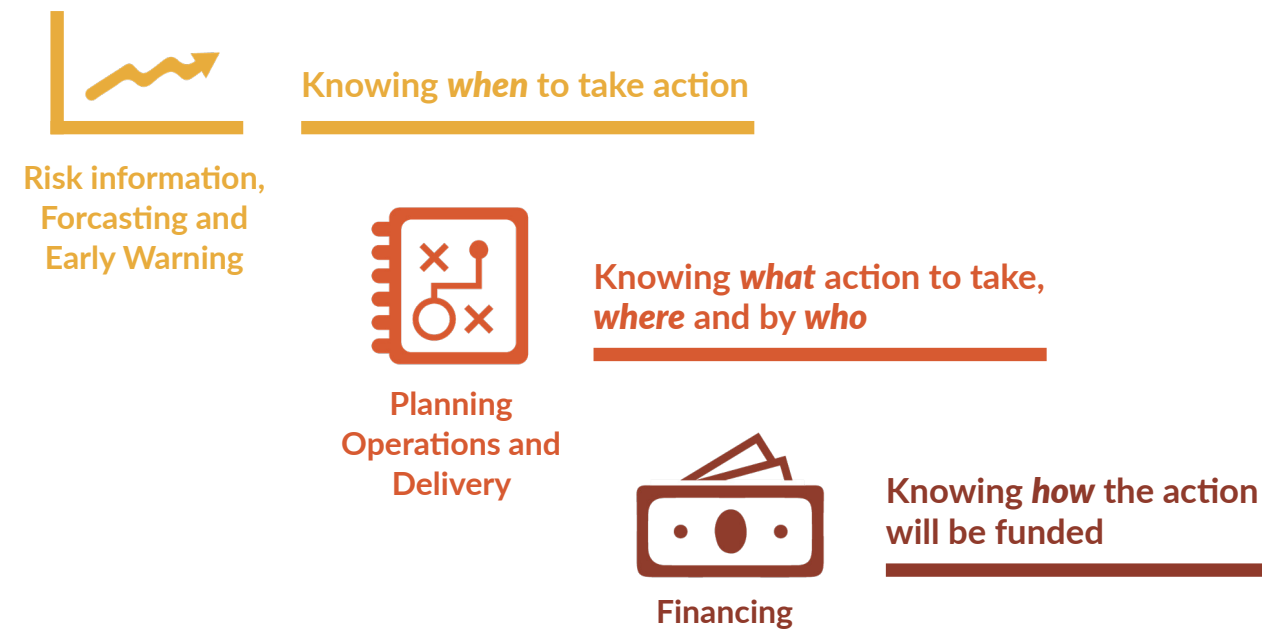 Knowing when to take action
Risk information,
Forcasting and
Early Warning
Knowing what action to take,
where and by who
Planning
Operations and
Delivery
Knowing how the action
will be funded
Financing